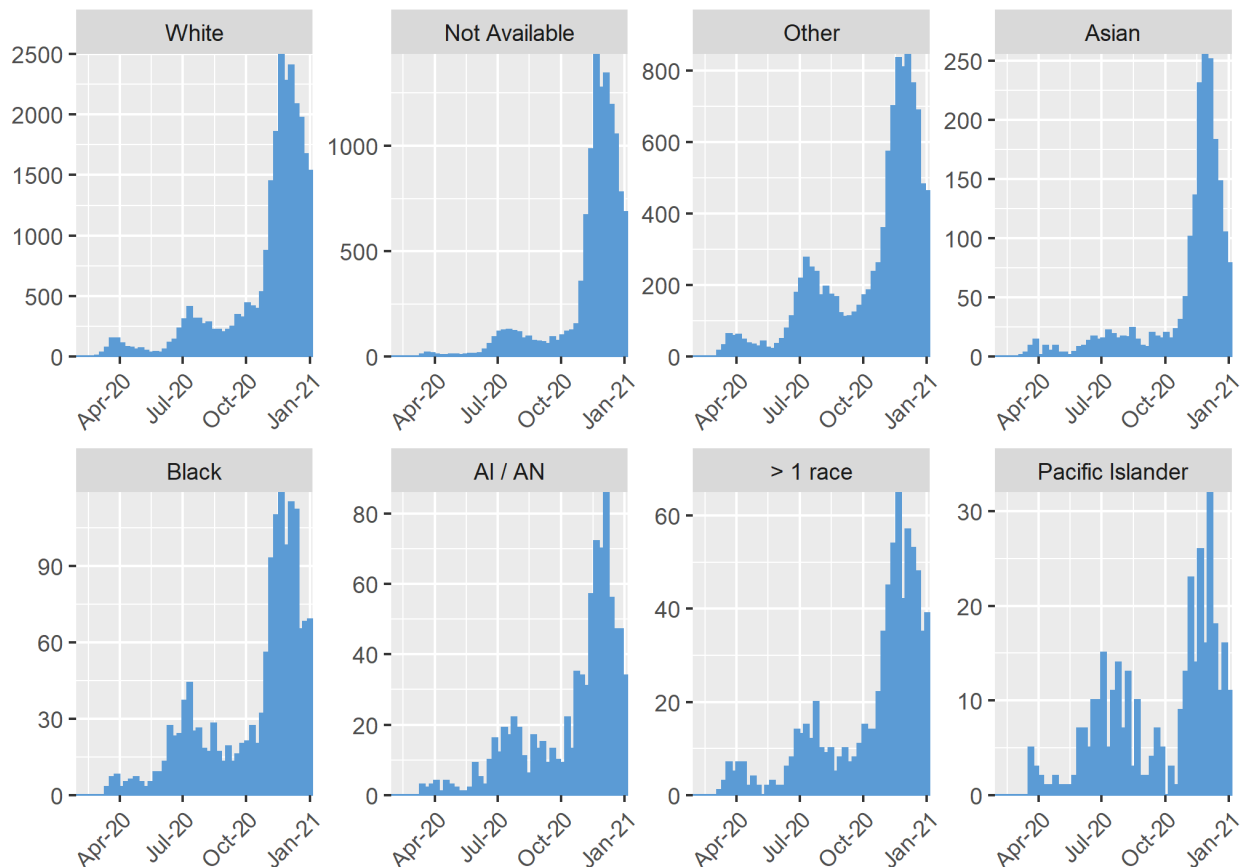 White
Not Available
Other
Asian
2500
2000
1500
1000
500
0
1000
500
0
800
600
400
200
0
250
200
150
100
50
0
Apr-20 Jul-20 Oct-20 Jan-21
Apr-20 Jul-20 Oct-20 Jan-21
Apr-20 Jul-20 Oct-20 Jan-21
Apr-20 Jul-20 Oct-20 Jan-21
Black
AI / AN
> 1 race
Pacific Islander
90
60
30
0
80
60
40
20
0
60
40
20
0
30
20
10
0
Apr-20 Jul-20 Oct-20 Jan-21
Apr-20 Jul-20 Oct-20 Jan-21
Apr-20 Jul-20 Oct-20 Jan-21
Apr-20 Jul-20 Oct-20 Jan-21